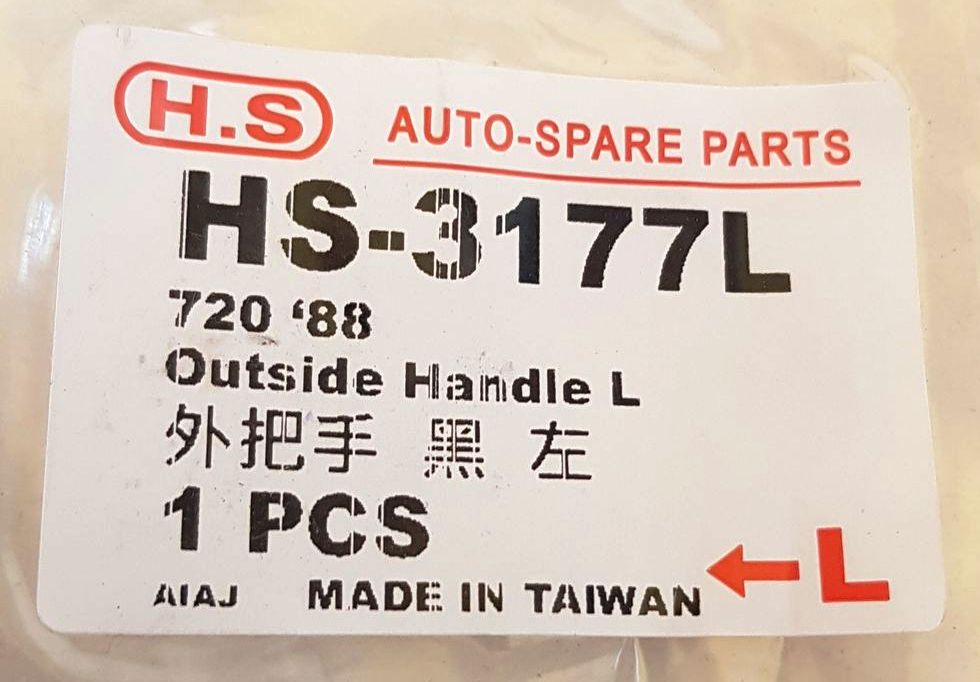 H.S AUTO-SPARE PARTS
HS-3177L
720 ‘88
Outside Handle L
外把手 黑 左
1 PCS
AIAJ MADE IN TAIWAN ← L